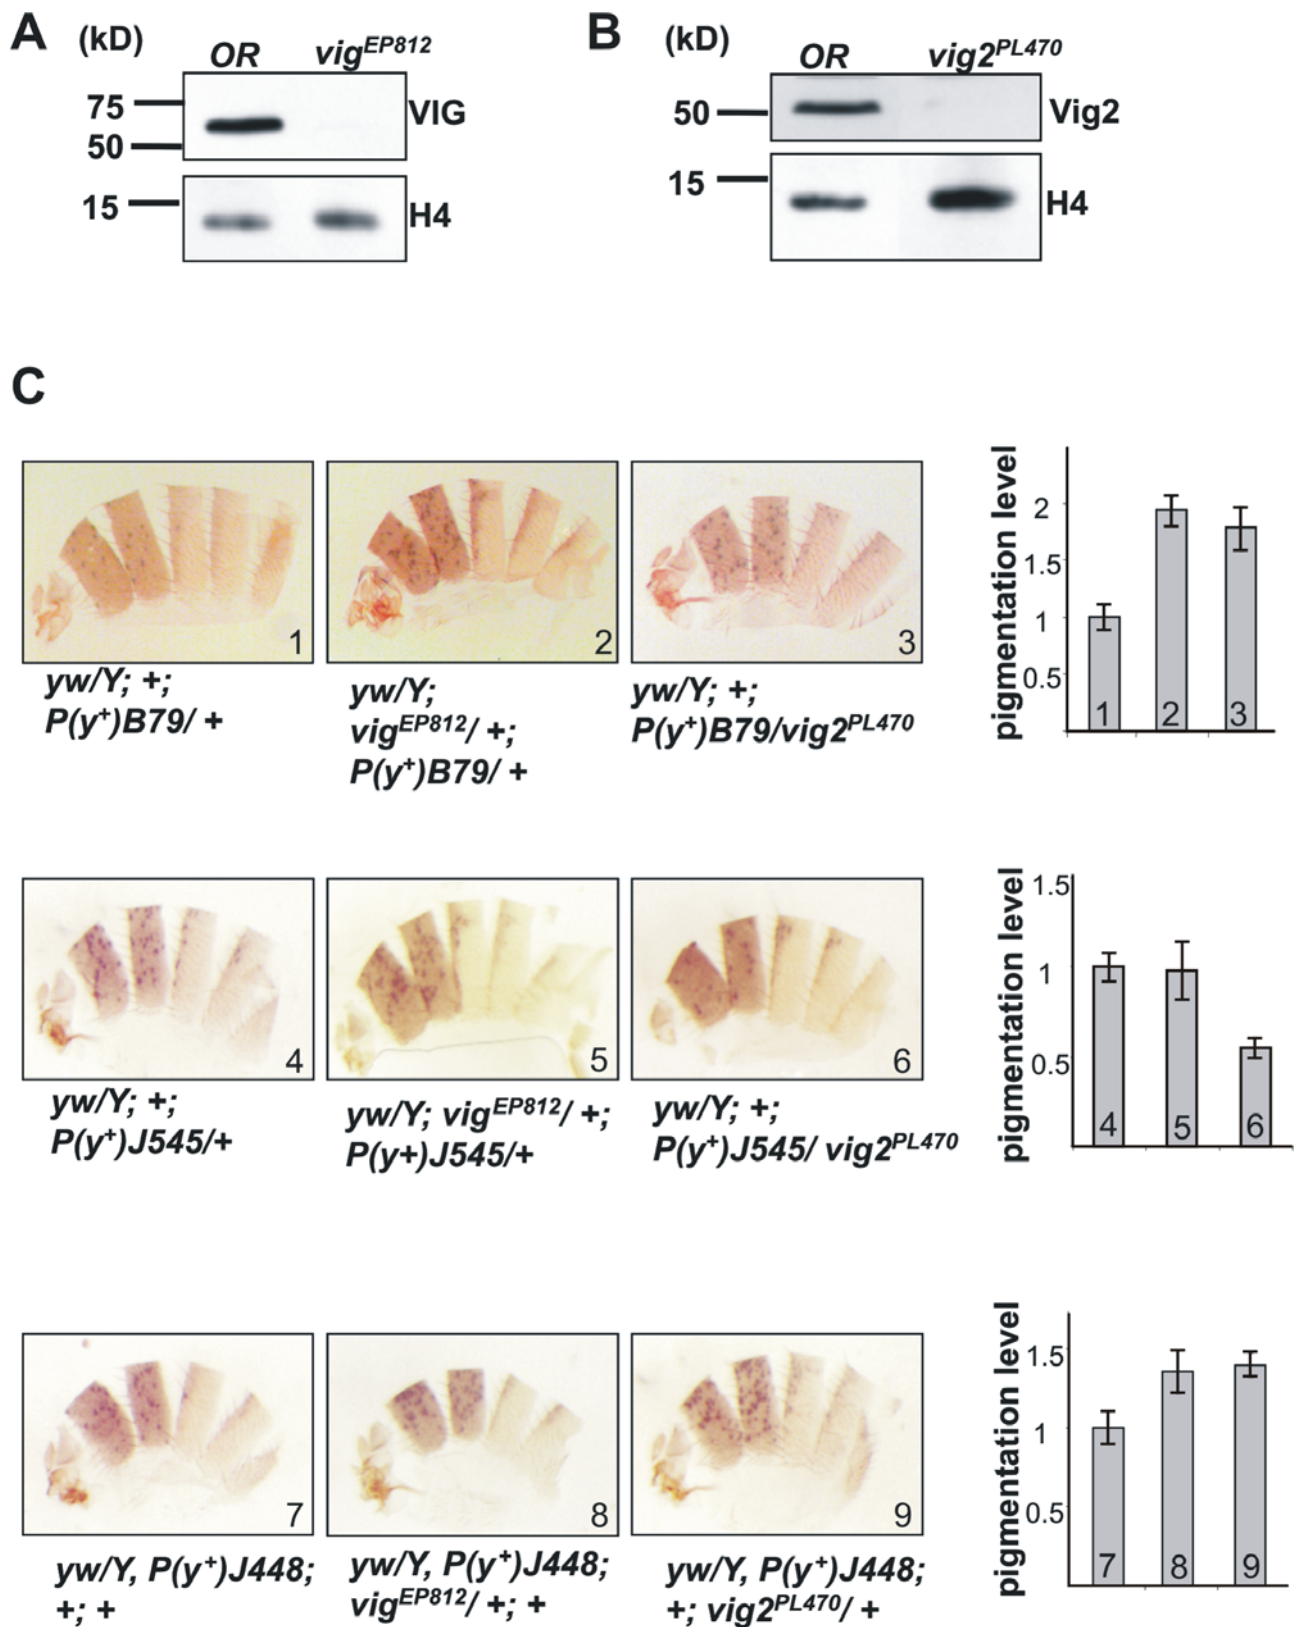 A (kD) OR vig^EP812
75
VIG
50
15
H4
B (kD) OR vig2^PL470
50
Vig2
15
H4
C
1
yw/Y; +;
P(y+)B79/ +
2
yw/Y;
vig^EP812/ +;
P(y+)B79/ +
3
yw/Y; +;
P(y+)B79/vig2^PL470
pigmentation level
2
1.5
1
0.5
1 2 3
4
yw/Y; +;
P(y+)J545/+
5
yw/Y; vig^EP812/ +;
P(y+)J545/+
6
yw/Y; +;
P(y+)J545/ vig2^PL470
pigmentation level
1.5
1
0.5
4 5 6
7
yw/Y, P(y+)J448;
+; +
8
yw/Y, P(y+)J448;
vig^EP812/ +; +
9
yw/Y, P(y+)J448;
+; vig2^PL470/ +
pigmentation level
1.5
1
0.5
7 8 9